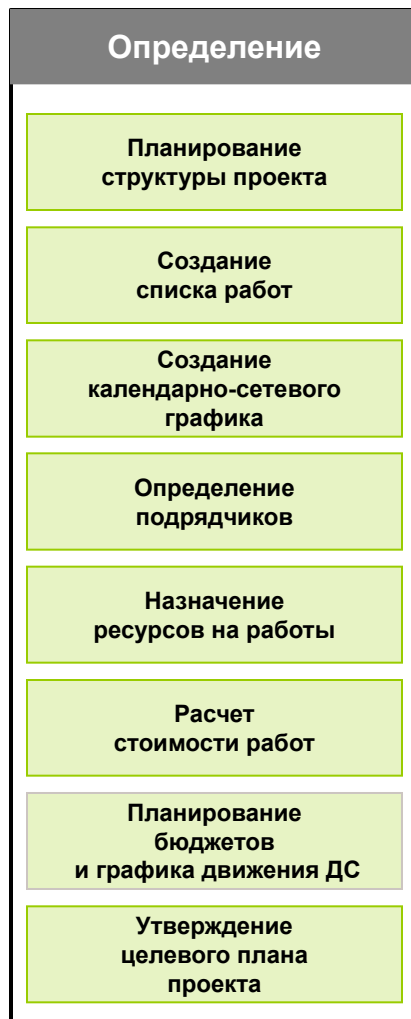 Определение
Планирование
структуры проекта
Создание
списка работ
Создание
календарно-сетевого
графика
Определение
подрядчиков
Назначение
ресурсов на работы
Расчет
стоимости работ
Планирование
бюджетов
и графика движения ДС
Утверждение
целевого плана
проекта